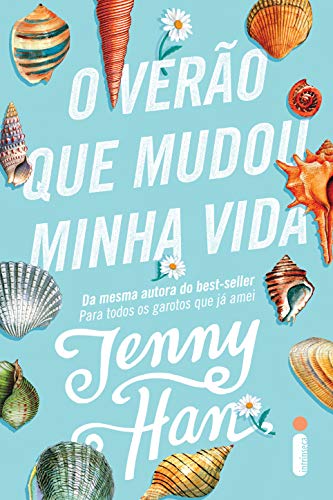 O VERÃO
QUE MUDOU
MINHA VIDA
Da mesma autora do best-seller
Para todos os garotos que já amei
Jenny
Han
intrínseca